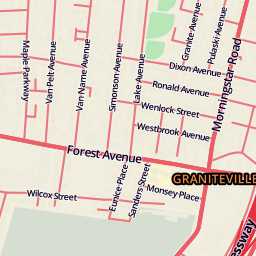 Maple Parkway
Van Pelt Avenue
Van Name Avenue
Simonson Avenue
Lake Avenue
Granite Avenue
Pulaski Avenue
Dixon Avenue
Ronald Avenue
Morningstar Road
Wenlock Street
Westbrook Avenue
Forest Avenue
GRANITEVILLE
Wilcox Street
Eunice Place
Sanders Street
Monsey Place